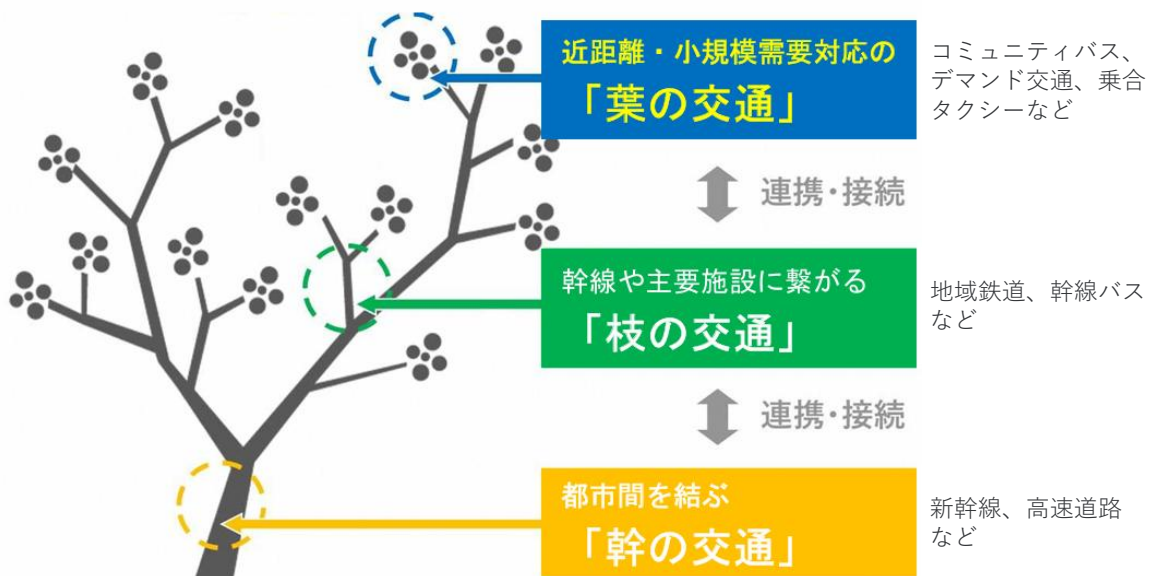 近距離・小規模需要対応の
「葉の交通」
コミュニティバス、
デマンド交通、乗合
タクシーなど
連携・接続
幹線や主要施設に繋がる
「枝の交通」
地域鉄道、幹線バス
など
連携・接続
都市間を結ぶ
「幹の交通」
新幹線、高速道路
など